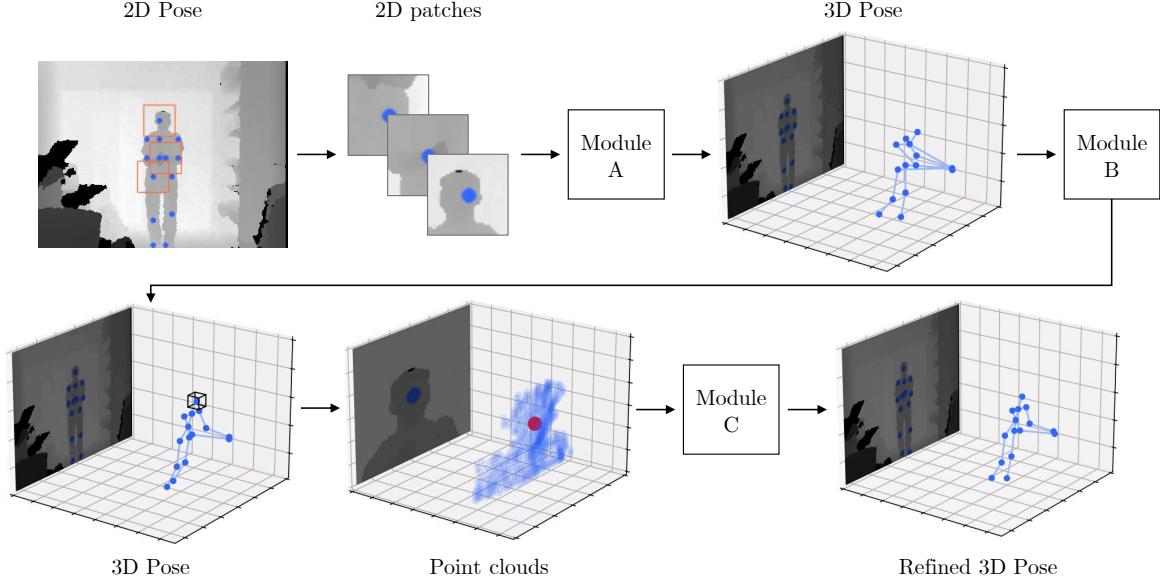 2D Pose
2D patches
3D Pose
Module
A
Module
B
Module
C
3D Pose
Point clouds
Refined 3D Pose